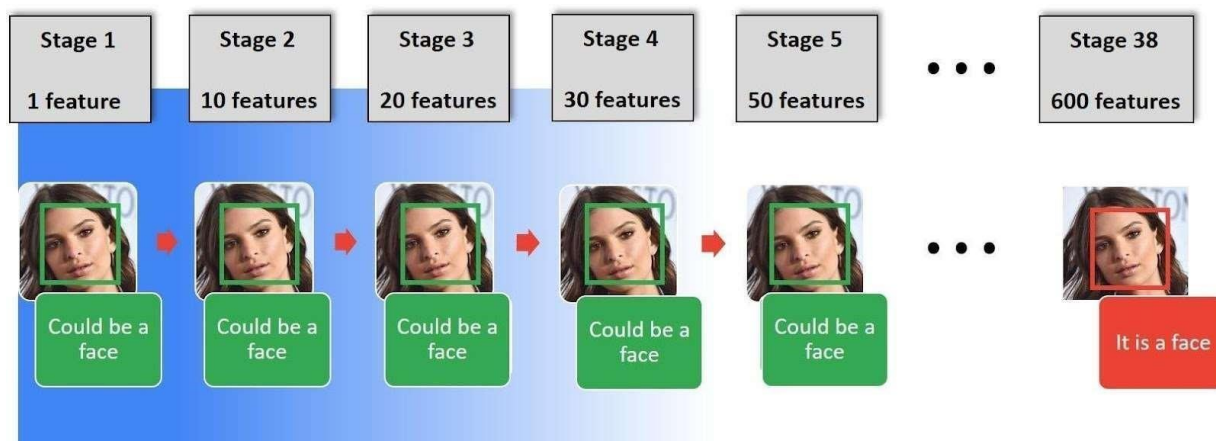 Stage 1
1 feature
Stage 2
10 features
Stage 3
20 features
Stage 4
30 features
Stage 5
50 features
• • •
Stage 38
600 features
• • •
Could be a
face
Could be a
face
Could be a
face
Could be a
face
Could be a
face
It is a face